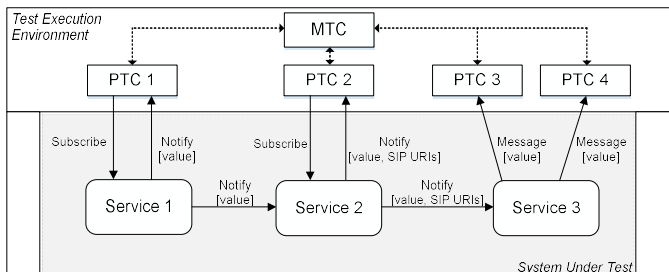 Test Execution
Environment
MTC
PTC 1
PTC 2
PTC 3
PTC 4
Subscribe
Notify
[value]
Subscribe
Notify
[value, SIP URIs]
Message
[value]
Message
[value]
Service 1
Notify
[value]
Service 2
Notify
[value, SIP URIs]
Service 3
System Under Test